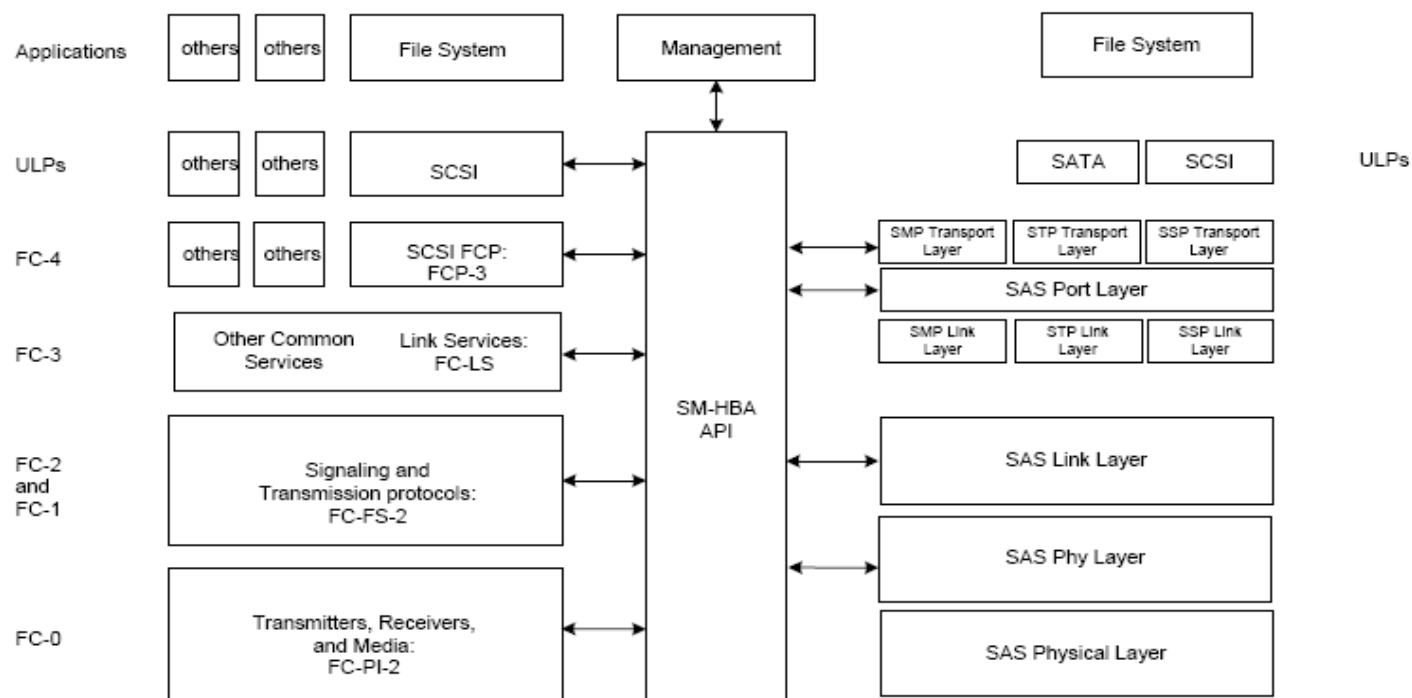 Applications
others
others
File System
Management
File System
ULPs
others
others
SCSI
SATA
SCSI
ULPs
FC-4
others
others
SCSI FCP:
FCP-3
SMP Transport
Layer
STP Transport
Layer
SSP Transport
Layer
SAS Port Layer
FC-3
Other Common
Services
Link Services:
FC-LS
SMP Link
Layer
STP Link
Layer
SSP Link
Layer
SM-HBA
API
FC-2
and
FC-1
Signaling and
Transmission protocols:
FC-FS-2
SAS Link Layer
SAS Phy Layer
FC-0
Transmitters, Receivers,
and Media:
FC-PI-2
SAS Physical Layer